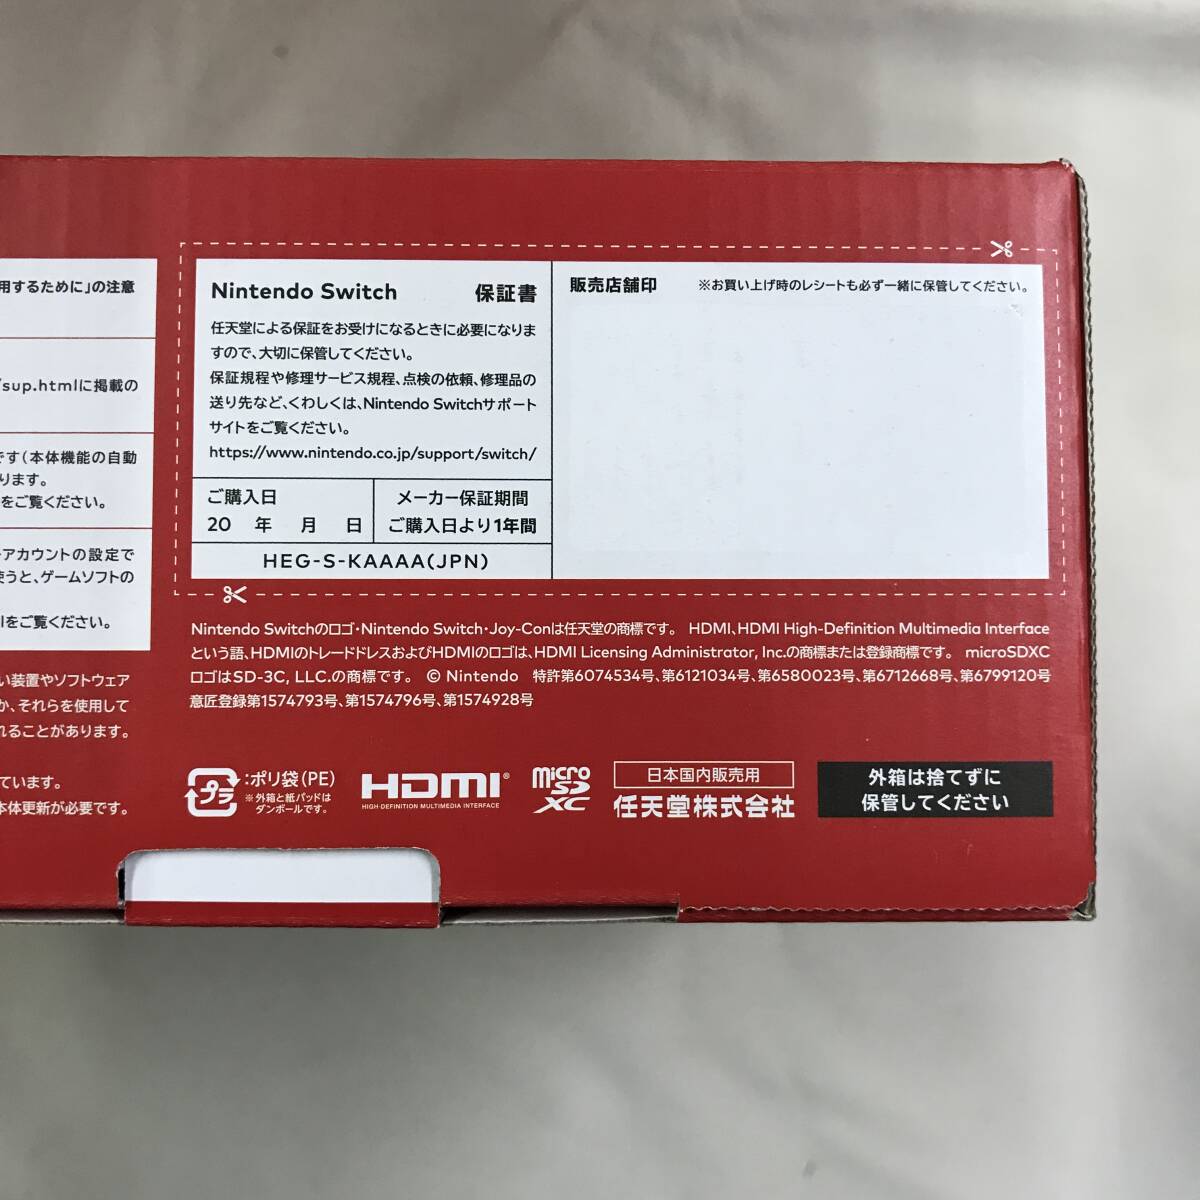 用するために」の注意
/sup.htmlに掲載の
です(本体機能の自動
ります。
をご覧ください。
アカウントの設定で
使うと、ゲームソフトの
lをご覧ください。
い装置やソフトウェア
か、それらを使用して
れることがあります。
ています。
本体更新が必要です。
Nintendo Switch 保証書
任天堂による保証をお受けになるときに必要になりま
すので、大切に保管してください。
保証規程や修理サービス規程、点検の依頼、修理品の
送り先など、くわしくは、Nintendo Switchサポート
サイトをご覧ください。
https://www.nintendo.co.jp/support/switch/
ご購入日
20 年 月 日
メーカー保証期間
ご購入日より1年間
HEG-S-KAAAA(JPN)
販売店舗印 ※お買い上げ時のレシートも必ず一緒に保管してください。
Nintendo Switchのロゴ・Nintendo Switch・Joy-Conは任天堂の商標です。 HDMI、HDMI High-Definition Multimedia Interface
という語、HDMIのトレードドレスおよびHDMIのロゴは、HDMI Licensing Administrator, Inc.の商標または登録商標です。 microSDXC
ロゴはSD-3C, LLC.の商標です。 © Nintendo 特許第6074534号、第6121034号、第6580023号、第6712668号、第6799120号
意匠登録第1574793号、第1574796号、第1574928号
プラ
:ポリ袋(PE)
※外箱と紙パッドは
ダンボールです。
HDMI®
HIGH-DEFINITION MULTIMEDIA INTERFACE
micro
SD
XC
日本国内販売用
任天堂株式会社
外箱は捨てずに
保管してください